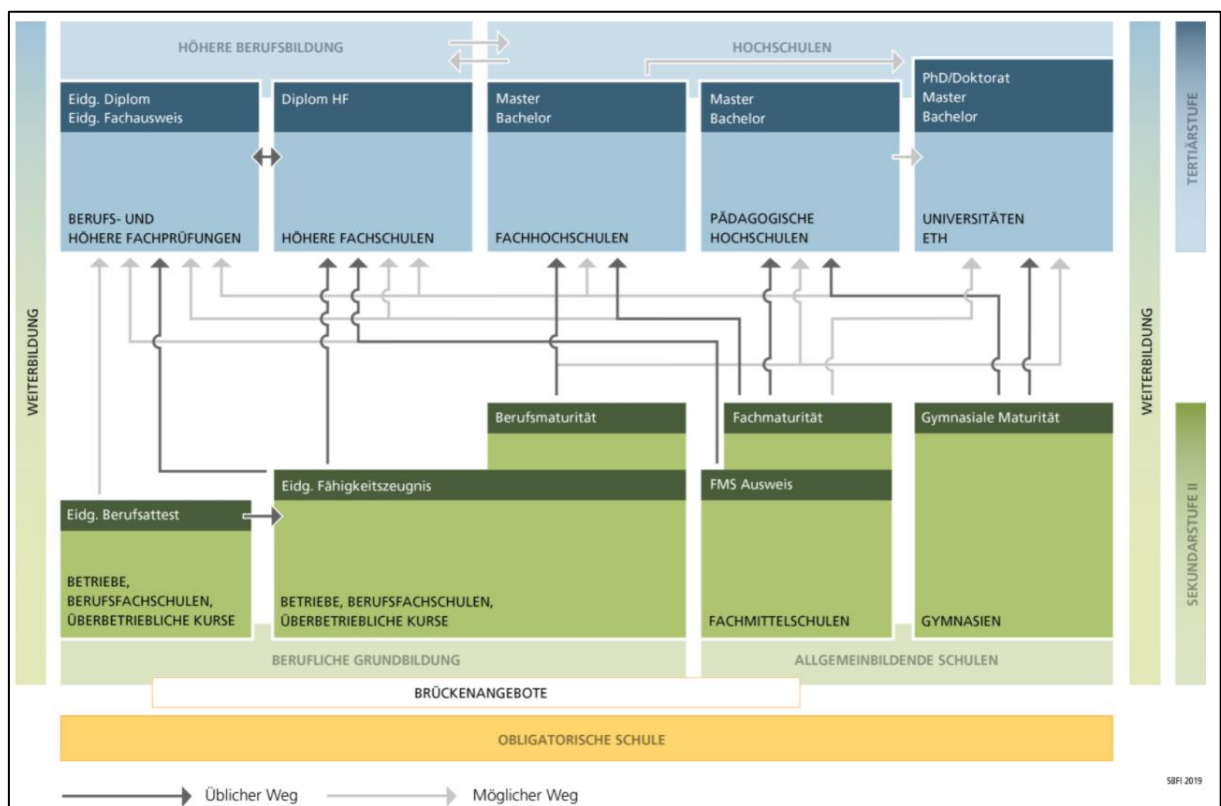 HÖHERE BERUFSBILDUNG
HOCHSCHULEN
Eidg. Diplom
Eidg. Fachausweis
Diplom HF
Master
Bachelor
Master
Bachelor
PhD/Doktorat
Master
Bachelor
BERUFS- UND
HÖHERE FACHPRÜFUNGEN
HÖHERE FACHSCHULEN
FACHHOCHSCHULEN
PÄDAGOGISCHE
HOCHSCHULEN
UNIVERSITÄTEN
ETH
TERTIÄRSTUFE
WEITERBILDUNG
WEITERBILDUNG
Berufsmaturität
Fachmaturität
Gymnasiale Maturität
Eidg. Fähigkeitszeugnis
FMS Ausweis
Eidg. Berufsattest
BETRIEBE,
BERUFSFACHSCHULEN,
ÜBERBETRIEBLICHE KURSE
BETRIEBE, BERUFSFACHSCHULEN,
ÜBERBETRIEBLICHE KURSE
FACHMITTELSCHULEN
GYMNASIEN
SEKUNDARSTUFE II
BERUFLICHE GRUNDBILDUNG
ALLGEMEINBILDENDE SCHULEN
BRÜCKENANGEBOTE
OBLIGATORISCHE SCHULE
SBFI 2019
Üblicher Weg
Möglicher Weg